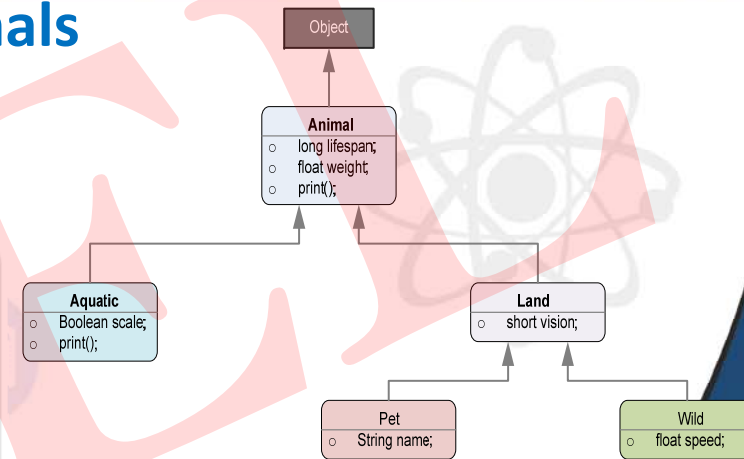 Object
Animal
long lifespan;
float weight;
print();
Aquatic
Boolean scale;
print();
Land
short vision;
Pet
String name;
Wild
float speed;